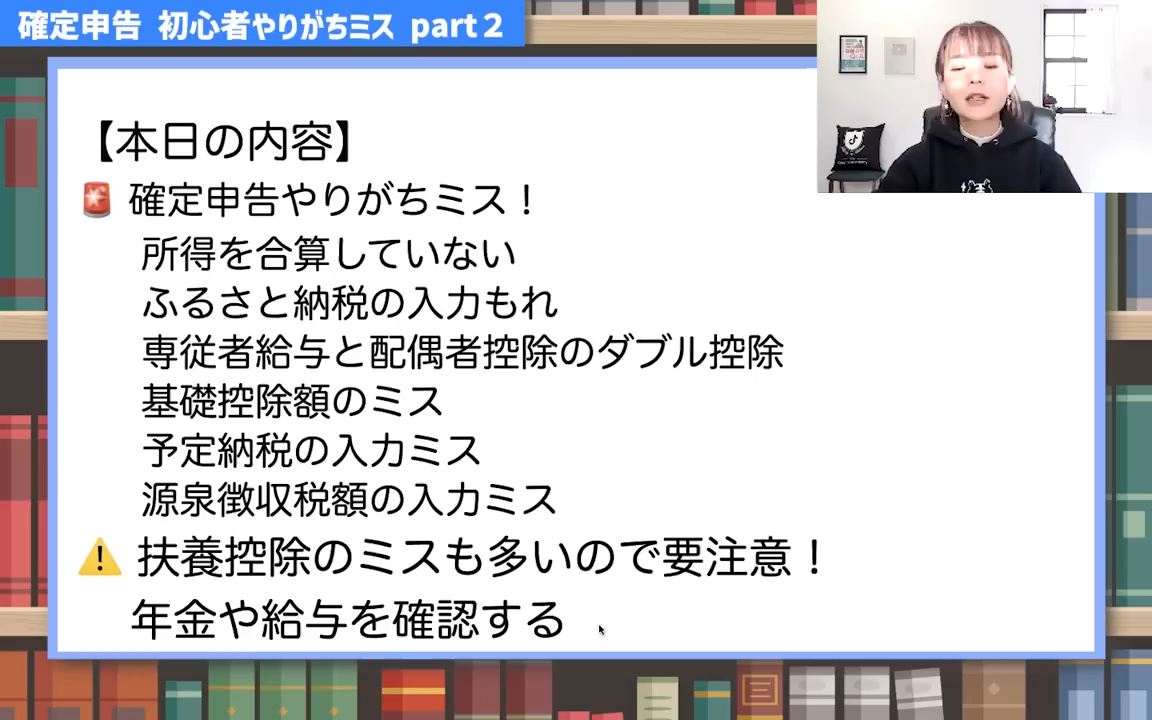 確定申告 初心者やりがちミス part２
【本日の内容】
🚨 確定申告やりがちミス！
所得を合算していない
ふるさと納税の入力もれ
専従者給与と配偶者控除のダブル控除
基礎控除額のミス
予定納税の入力ミス
源泉徴収税額の入力ミス
⚠️ 扶養控除のミスも多いので要注意！
年金や給与を確認する